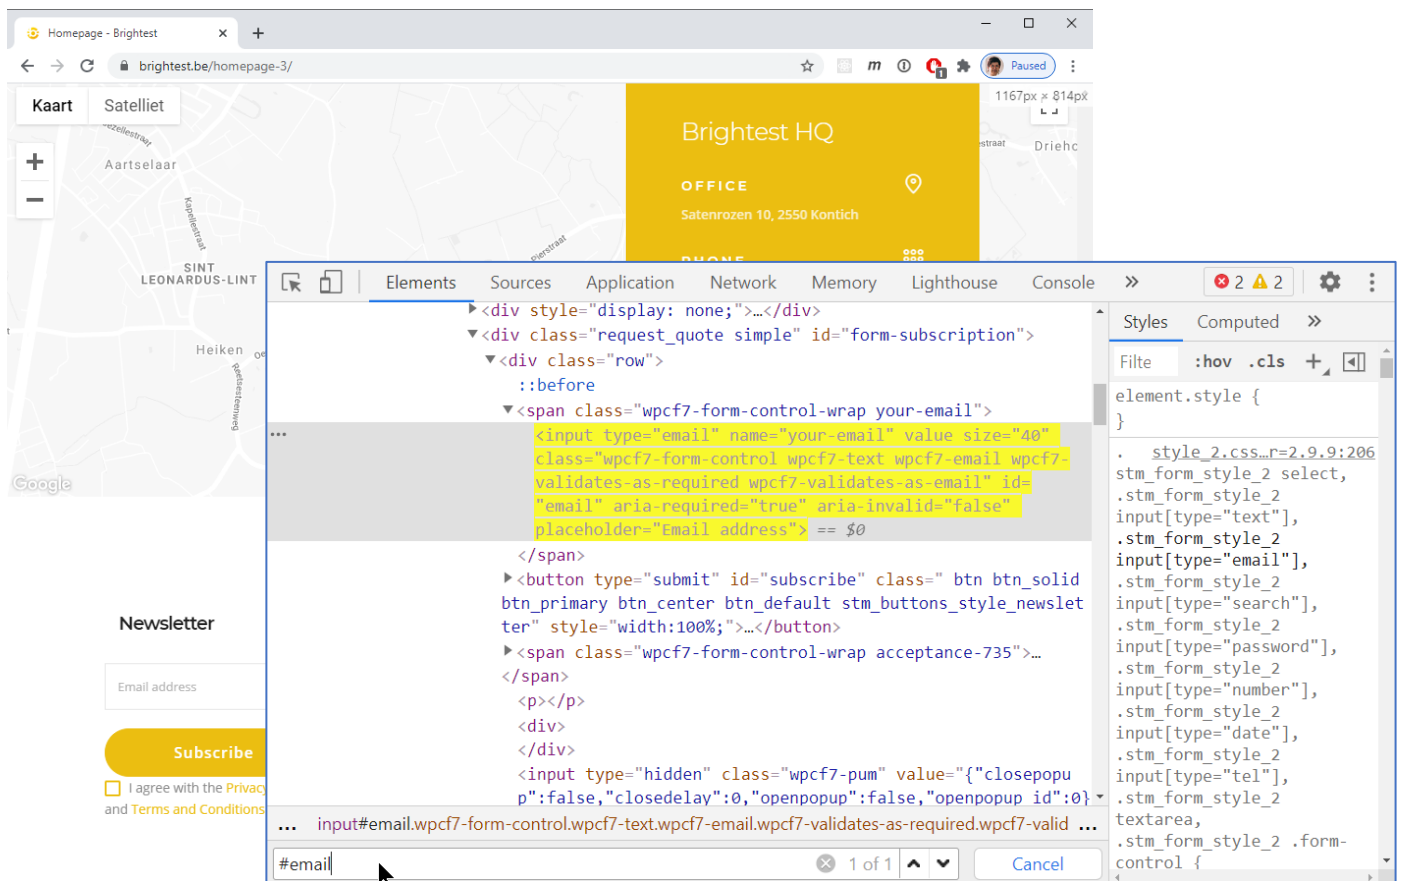 Homepage - Brightest
brightest.be/homepage-3/
m
1
Paused
Kaart Satelliet
1167px × 814px
ezellestraat
Aartselaar
Kapellestraat
Pierstraat
SINT
LEONARDUS-LINT
Heiken
Reetsesteenweg
Google
straat
Drieho
Brightest HQ
OFFICE
Satenrozen 10, 2550 Kontich
PHONE
Newsletter
Email address
Subscribe
I agree with the Privacy
and Terms and Conditions
Elements Sources Application Network Memory Lighthouse Console » 2 2
<div style="display: none;">…</div>
<div class="request_quote simple" id="form-subscription">
<div class="row">
::before
<span class="wpcf7-form-control-wrap your-email">
<input type="email" name="your-email" value size="40"
class="wpcf7-form-control wpcf7-text wpcf7-email wpcf7-
validates-as-required wpcf7-validates-as-email" id=
"email" aria-required="true" aria-invalid="false"
placeholder="Email address"> == $0
</span>
<button type="submit" id="subscribe" class=" btn btn_solid
btn_primary btn_center btn_default stm_buttons_style_newslet
ter" style="width:100%;">…</button>
<span class="wpcf7-form-control-wrap acceptance-735">…
</span>
<p></p>
<div>
</div>
<input type="hidden" class="wpcf7-pum" value="{"closepopu
p":false,"closedelay":0,"openpopup":false,"openpopup_id":0}
... input#email.wpcf7-form-control.wpcf7-text.wpcf7-email.wpcf7-validates-as-required.wpcf7-valid ...
#email 1 of 1 Cancel
Styles Computed »
Filte :hov .cls +
element.style {
}
. style_2.css…r=2.9.9:206
stm_form_style_2 select,
.stm_form_style_2
input[type="text"],
.stm_form_style_2
input[type="email"],
.stm_form_style_2
input[type="search"],
.stm_form_style_2
input[type="password"],
.stm_form_style_2
input[type="number"],
.stm_form_style_2
input[type="date"],
.stm_form_style_2
input[type="tel"],
.stm_form_style_2
textarea,
.stm_form_style_2 .form-
control {